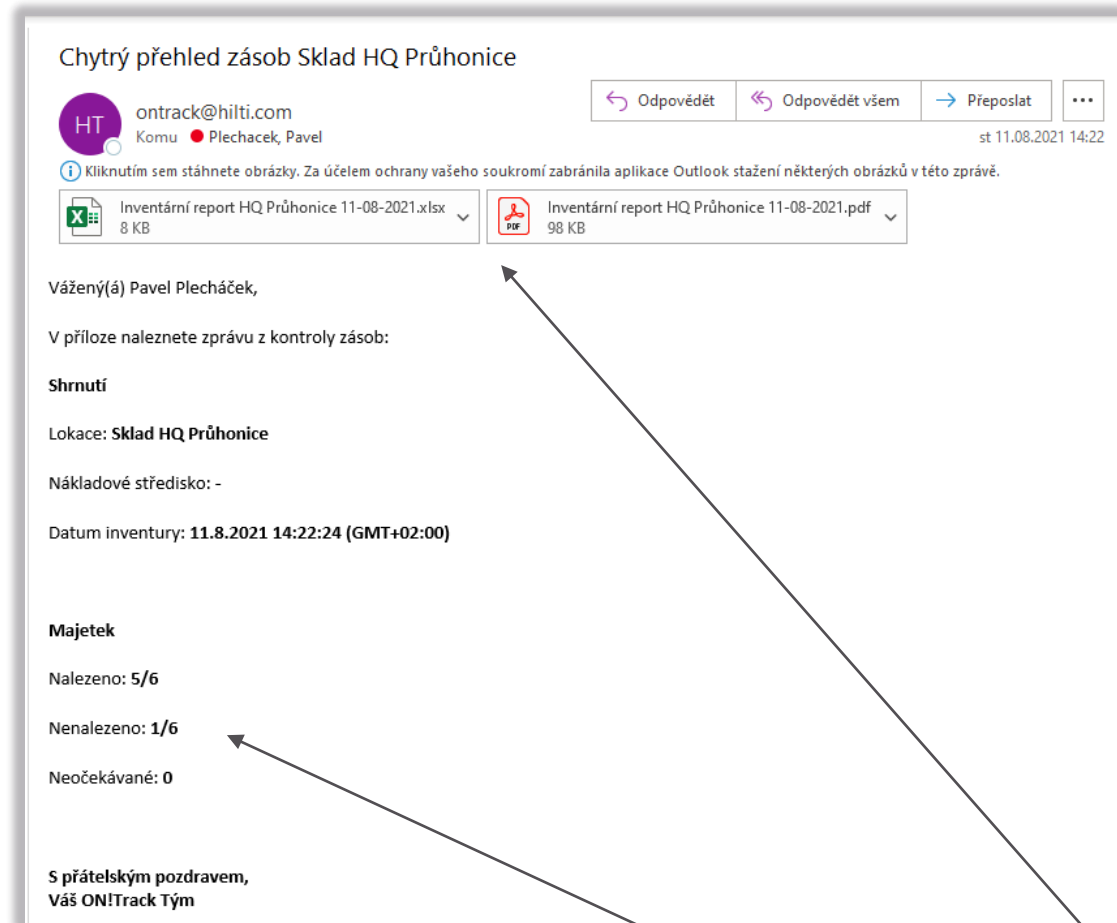 Chytrý přehled zásob Sklad HQ Průhonice
HT
ontrack@hilti.com
Komu Plechacek, Pavel
Odpovědět
Odpovědět všem
Přeposlat
...
st 11.08.2021 14:22
Kliknutím sem stáhnete obrázky. Za účelem ochrany vašeho soukromí zabránila aplikace Outlook stažení některých obrázků v této zprávě.
Inventární report HQ Průhonice 11-08-2021.xlsx
8 KB
PDF
Inventární report HQ Průhonice 11-08-2021.pdf
98 KB
Vážený(á) Pavel Plecháček,
V příloze naleznete zprávu z kontroly zásob:
Shrnutí
Lokace: Sklad HQ Průhonice
Nákladové středisko: -
Datum inventury: 11.8.2021 14:22:24 (GMT+02:00)
Majetek
Nalezeno: 5/6
Nenalezeno: 1/6
Neočekávané: 0
S přátelským pozdravem,
Váš ON!Track Tým